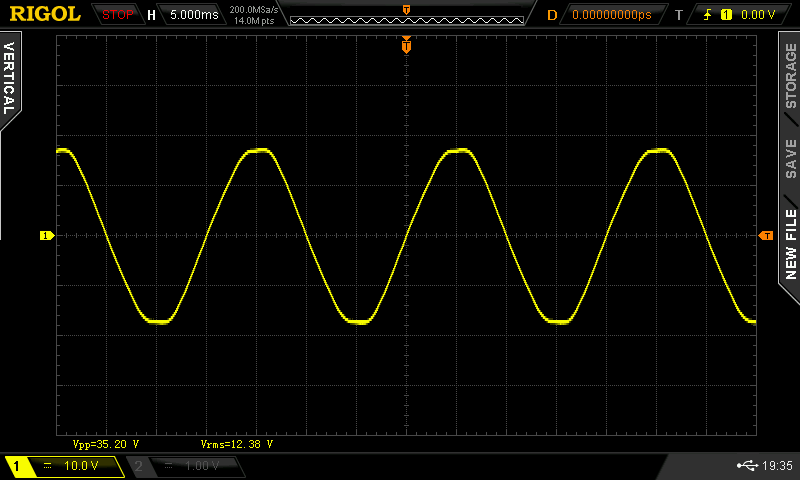 RIGOL STOP H 5.000ms 200.0MSa/s D 0.00000000ps T 1 0.00 V
14.0M pts
T
T
VERTICAL
STORAGE
SAVE
NEW FILE
1
T
Vpp=35.20 V Vrms=12.38 V
1 10.0 V 2 1.00 V 19:35